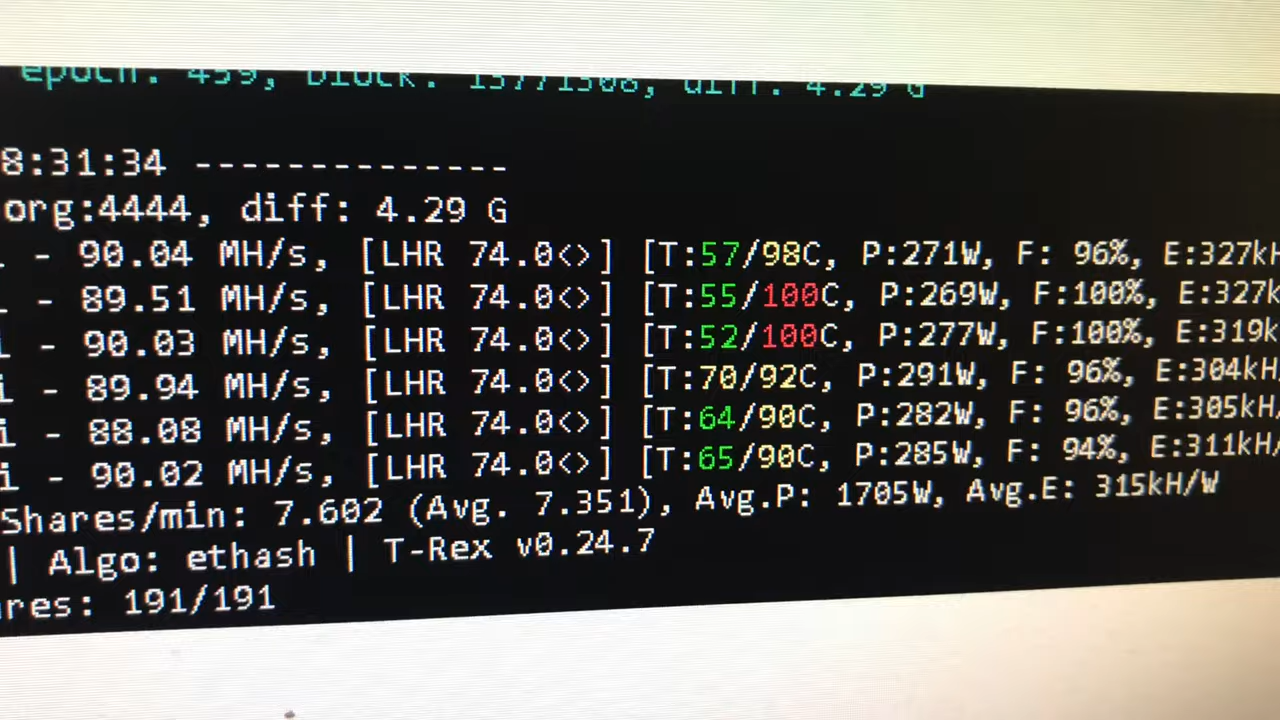 epoch: 459, block: 13771508, diff: 4.29 G
8:31:34 --------------
org:4444, diff: 4.29 G
- 90.04 MH/s, [LHR 74.0<>] [T:57/98C, P:271W, F: 96%, E:327kH
- 89.51 MH/s, [LHR 74.0<>] [T:55/100C, P:269W, F:100%, E:327k
- 90.03 MH/s, [LHR 74.0<>] [T:52/100C, P:277W, F:100%, E:319k
i - 89.94 MH/s, [LHR 74.0<>] [T:70/92C, P:291W, F: 96%, E:304kH/
i - 88.08 MH/s, [LHR 74.0<>] [T:64/90C, P:282W, F: 96%, E:305kH/
i - 90.02 MH/s, [LHR 74.0<>] [T:65/90C, P:285W, F: 94%, E:311kH/
Shares/min: 7.602 (Avg. 7.351), Avg.P: 1705W, Avg.E: 315kH/W
| Algo: ethash | T-Rex v0.24.7
res: 191/191